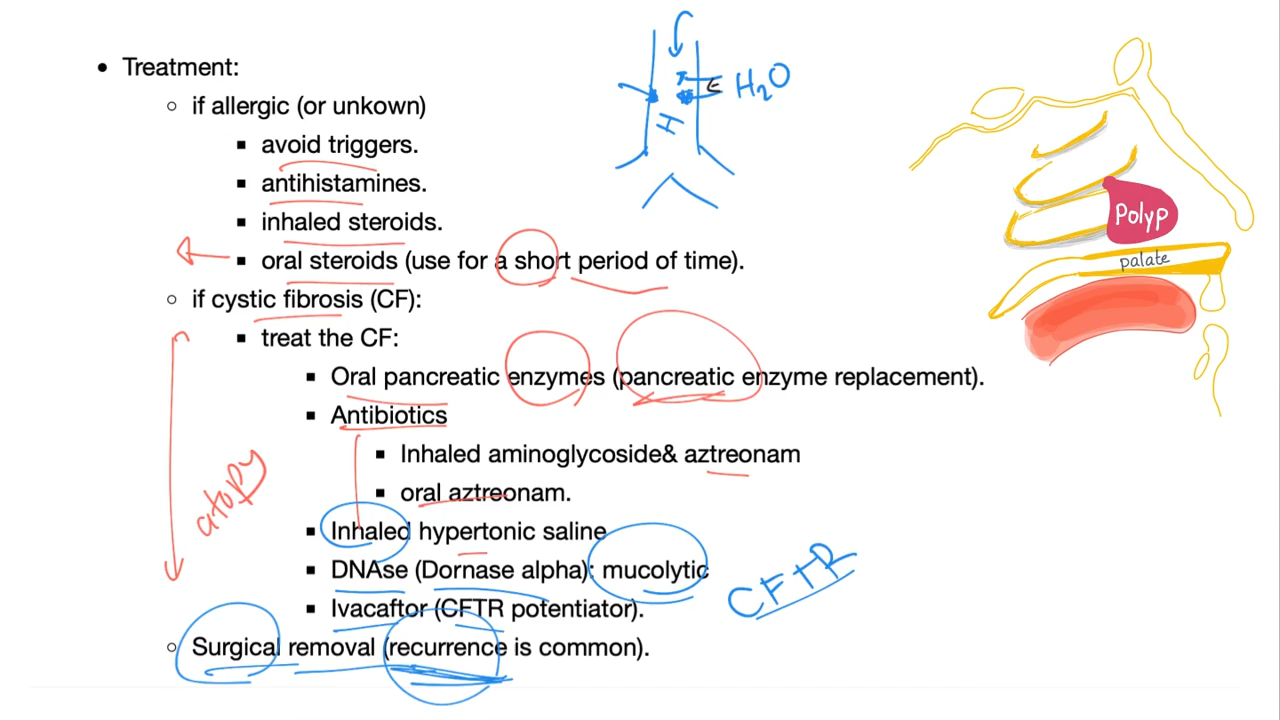 • Treatment:
○ if allergic (or unkown)
▪ avoid triggers.
▪ antihistamines.
▪ inhaled steroids.
▪ oral steroids (use for a short period of time).
○ if cystic fibrosis (CF):
▪ treat the CF:
▪ Oral pancreatic enzymes (pancreatic enzyme replacement).
▪ Antibiotics
▪ Inhaled aminoglycoside& aztreonam
▪ oral aztreonam.
▪ Inhaled hypertonic saline
▪ DNAse (Dornase alpha): mucolytic
▪ Ivacaftor (CFTR potentiator).
○ Surgical removal (recurrence is common).
atopy
H
H₂O
CFTR
Polyp
palate